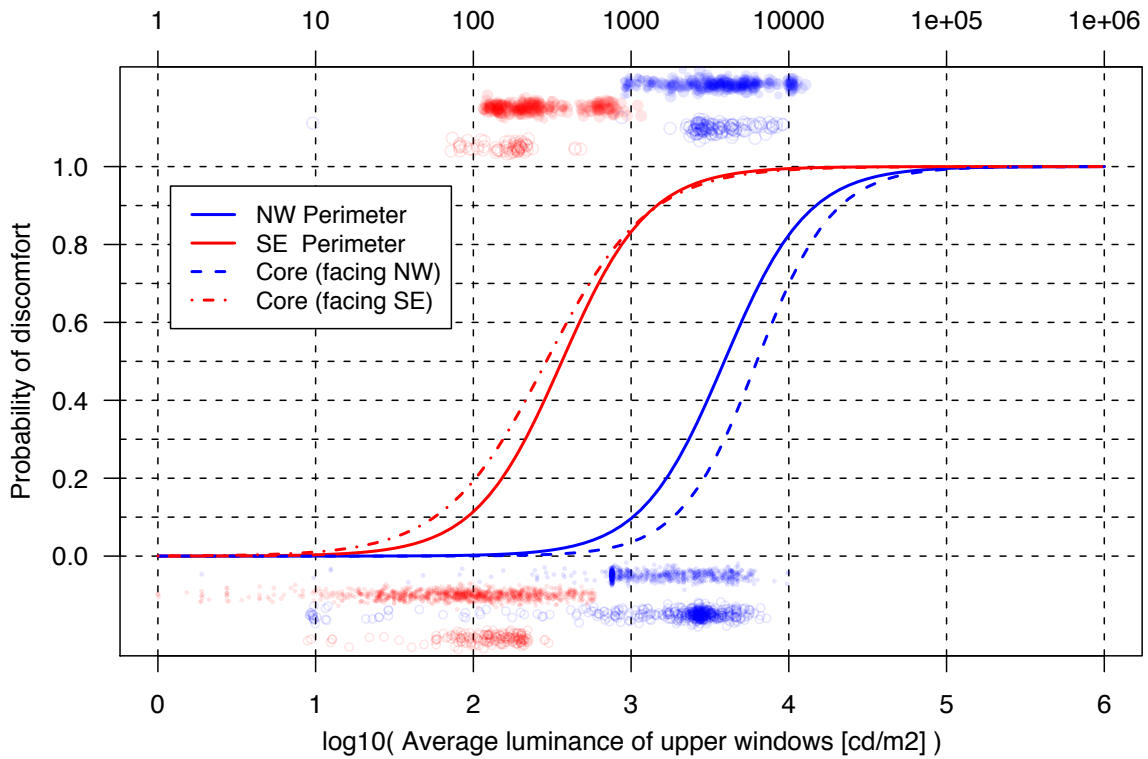 1 10 100 1000 10000 1e+05 1e+06
Probability of discomfort
1.0
0.8
0.6
0.4
0.2
0.0
NW Perimeter
SE Perimeter
Core (facing NW)
Core (facing SE)
0 1 2 3 4 5 6
log10( Average luminance of upper windows [cd/m2] )